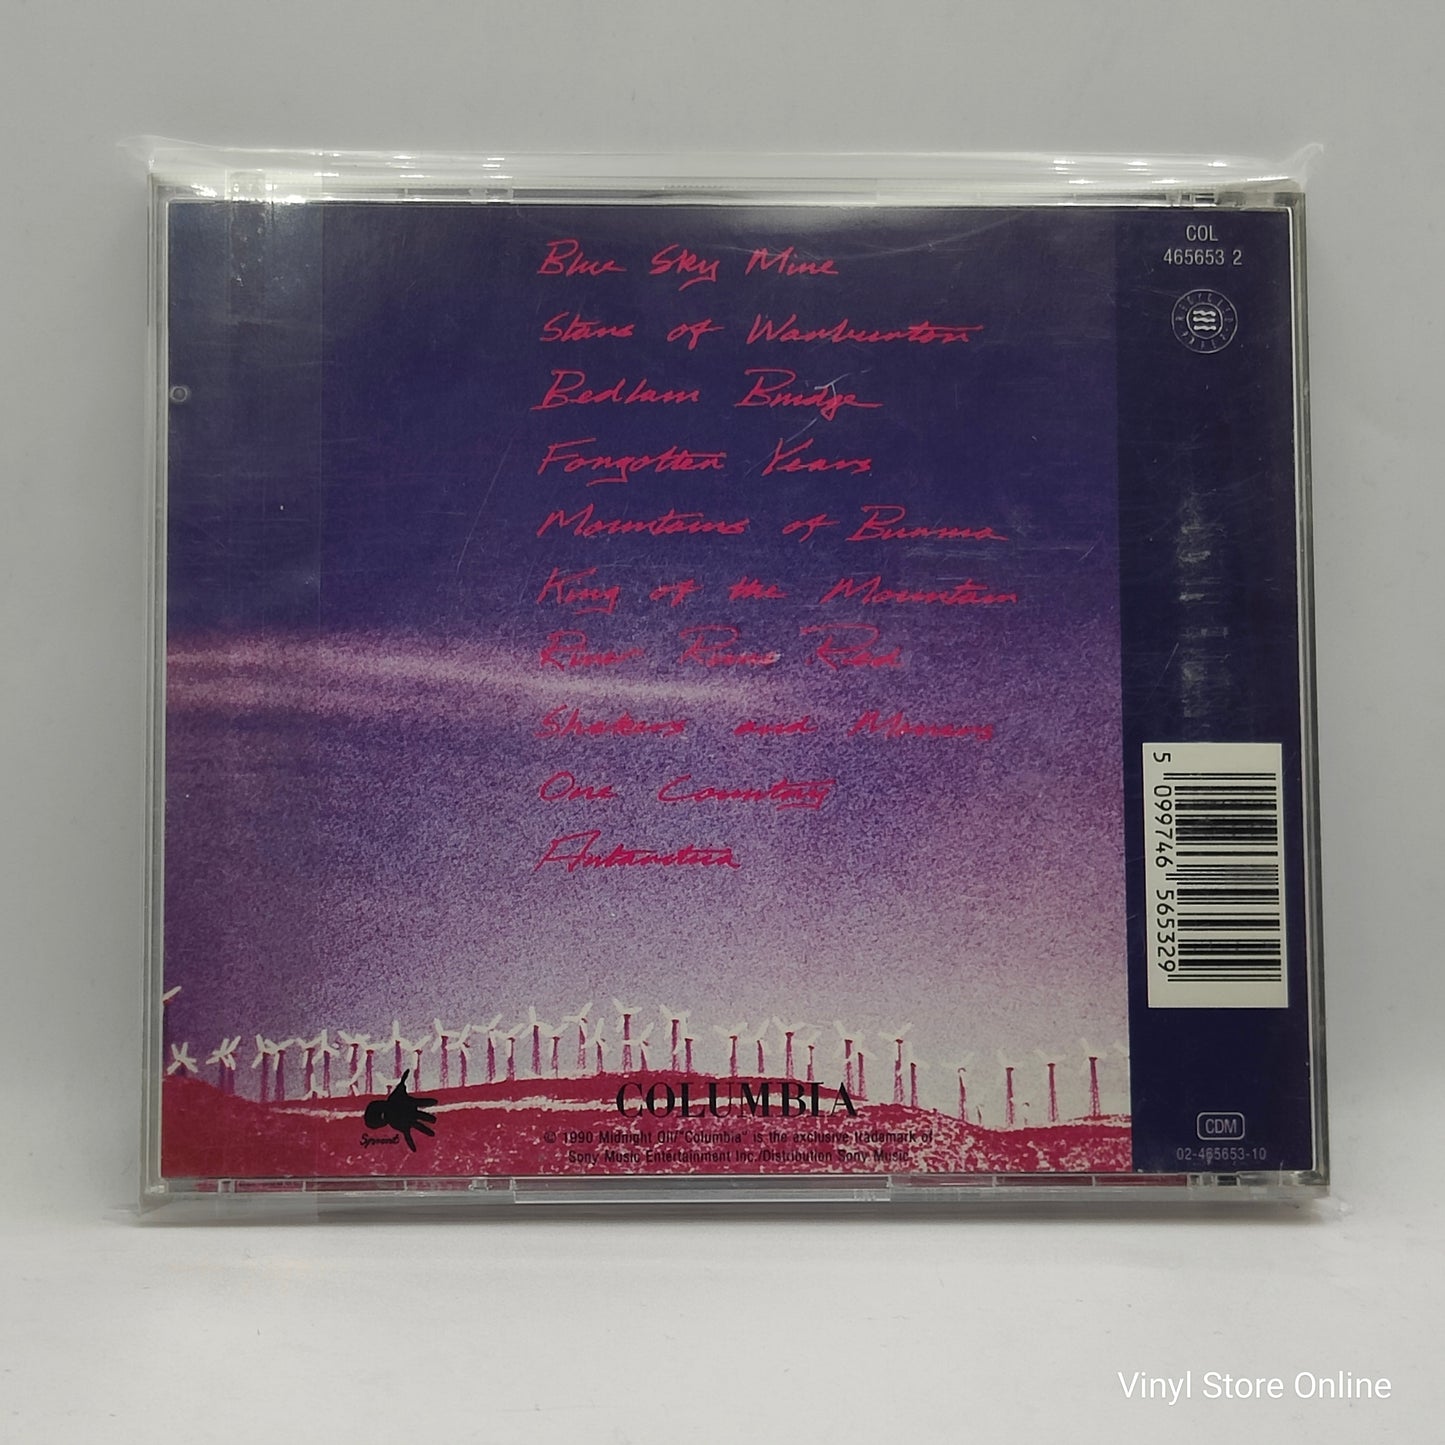 Blue Sky Mine
Stars of Warburton
Bedlam Bridge
Forgotten Years
Mountains of Burma
King of the Mountain
River Runs Red
Shakers and Movers
One Country
Antarctica
COL
465653 2
5 099746 565329
Sprint
COLUMBIA
© 1990 Midnight Oil/"Columbia" is the exclusive trademark of
Sony Music Entertainment Inc./Distribution Sony Music
CDM
02-465653-10
Vinyl Store Online